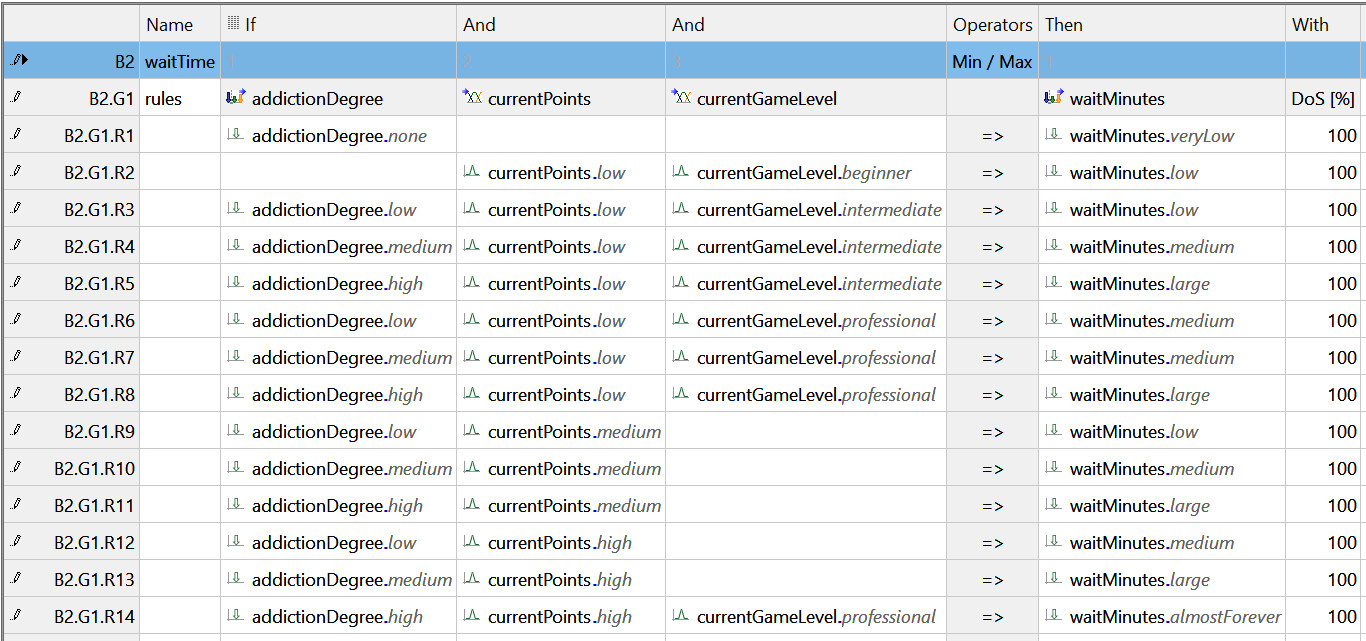 Name If And And Operators Then With
B2 waitTime 1 2 3 Min / Max 1
B2.G1 rules addictionDegree currentPoints currentGameLevel waitMinutes DoS [%]
B2.G1.R1 addictionDegree.none => waitMinutes.veryLow 100
B2.G1.R2 currentPoints.low currentGameLevel.beginner => waitMinutes.low 100
B2.G1.R3 addictionDegree.low currentPoints.low currentGameLevel.intermediate => waitMinutes.low 100
B2.G1.R4 addictionDegree.medium currentPoints.low currentGameLevel.intermediate => waitMinutes.medium 100
B2.G1.R5 addictionDegree.high currentPoints.low currentGameLevel.intermediate => waitMinutes.large 100
B2.G1.R6 addictionDegree.low currentPoints.low currentGameLevel.professional => waitMinutes.medium 100
B2.G1.R7 addictionDegree.medium currentPoints.low currentGameLevel.professional => waitMinutes.medium 100
B2.G1.R8 addictionDegree.high currentPoints.low currentGameLevel.professional => waitMinutes.large 100
B2.G1.R9 addictionDegree.low currentPoints.medium => waitMinutes.low 100
B2.G1.R10 addictionDegree.medium currentPoints.medium => waitMinutes.medium 100
B2.G1.R11 addictionDegree.high currentPoints.medium => waitMinutes.large 100
B2.G1.R12 addictionDegree.low currentPoints.high => waitMinutes.medium 100
B2.G1.R13 addictionDegree.medium currentPoints.high => waitMinutes.large 100
B2.G1.R14 addictionDegree.high currentPoints.high currentGameLevel.professional => waitMinutes.almostForever 100